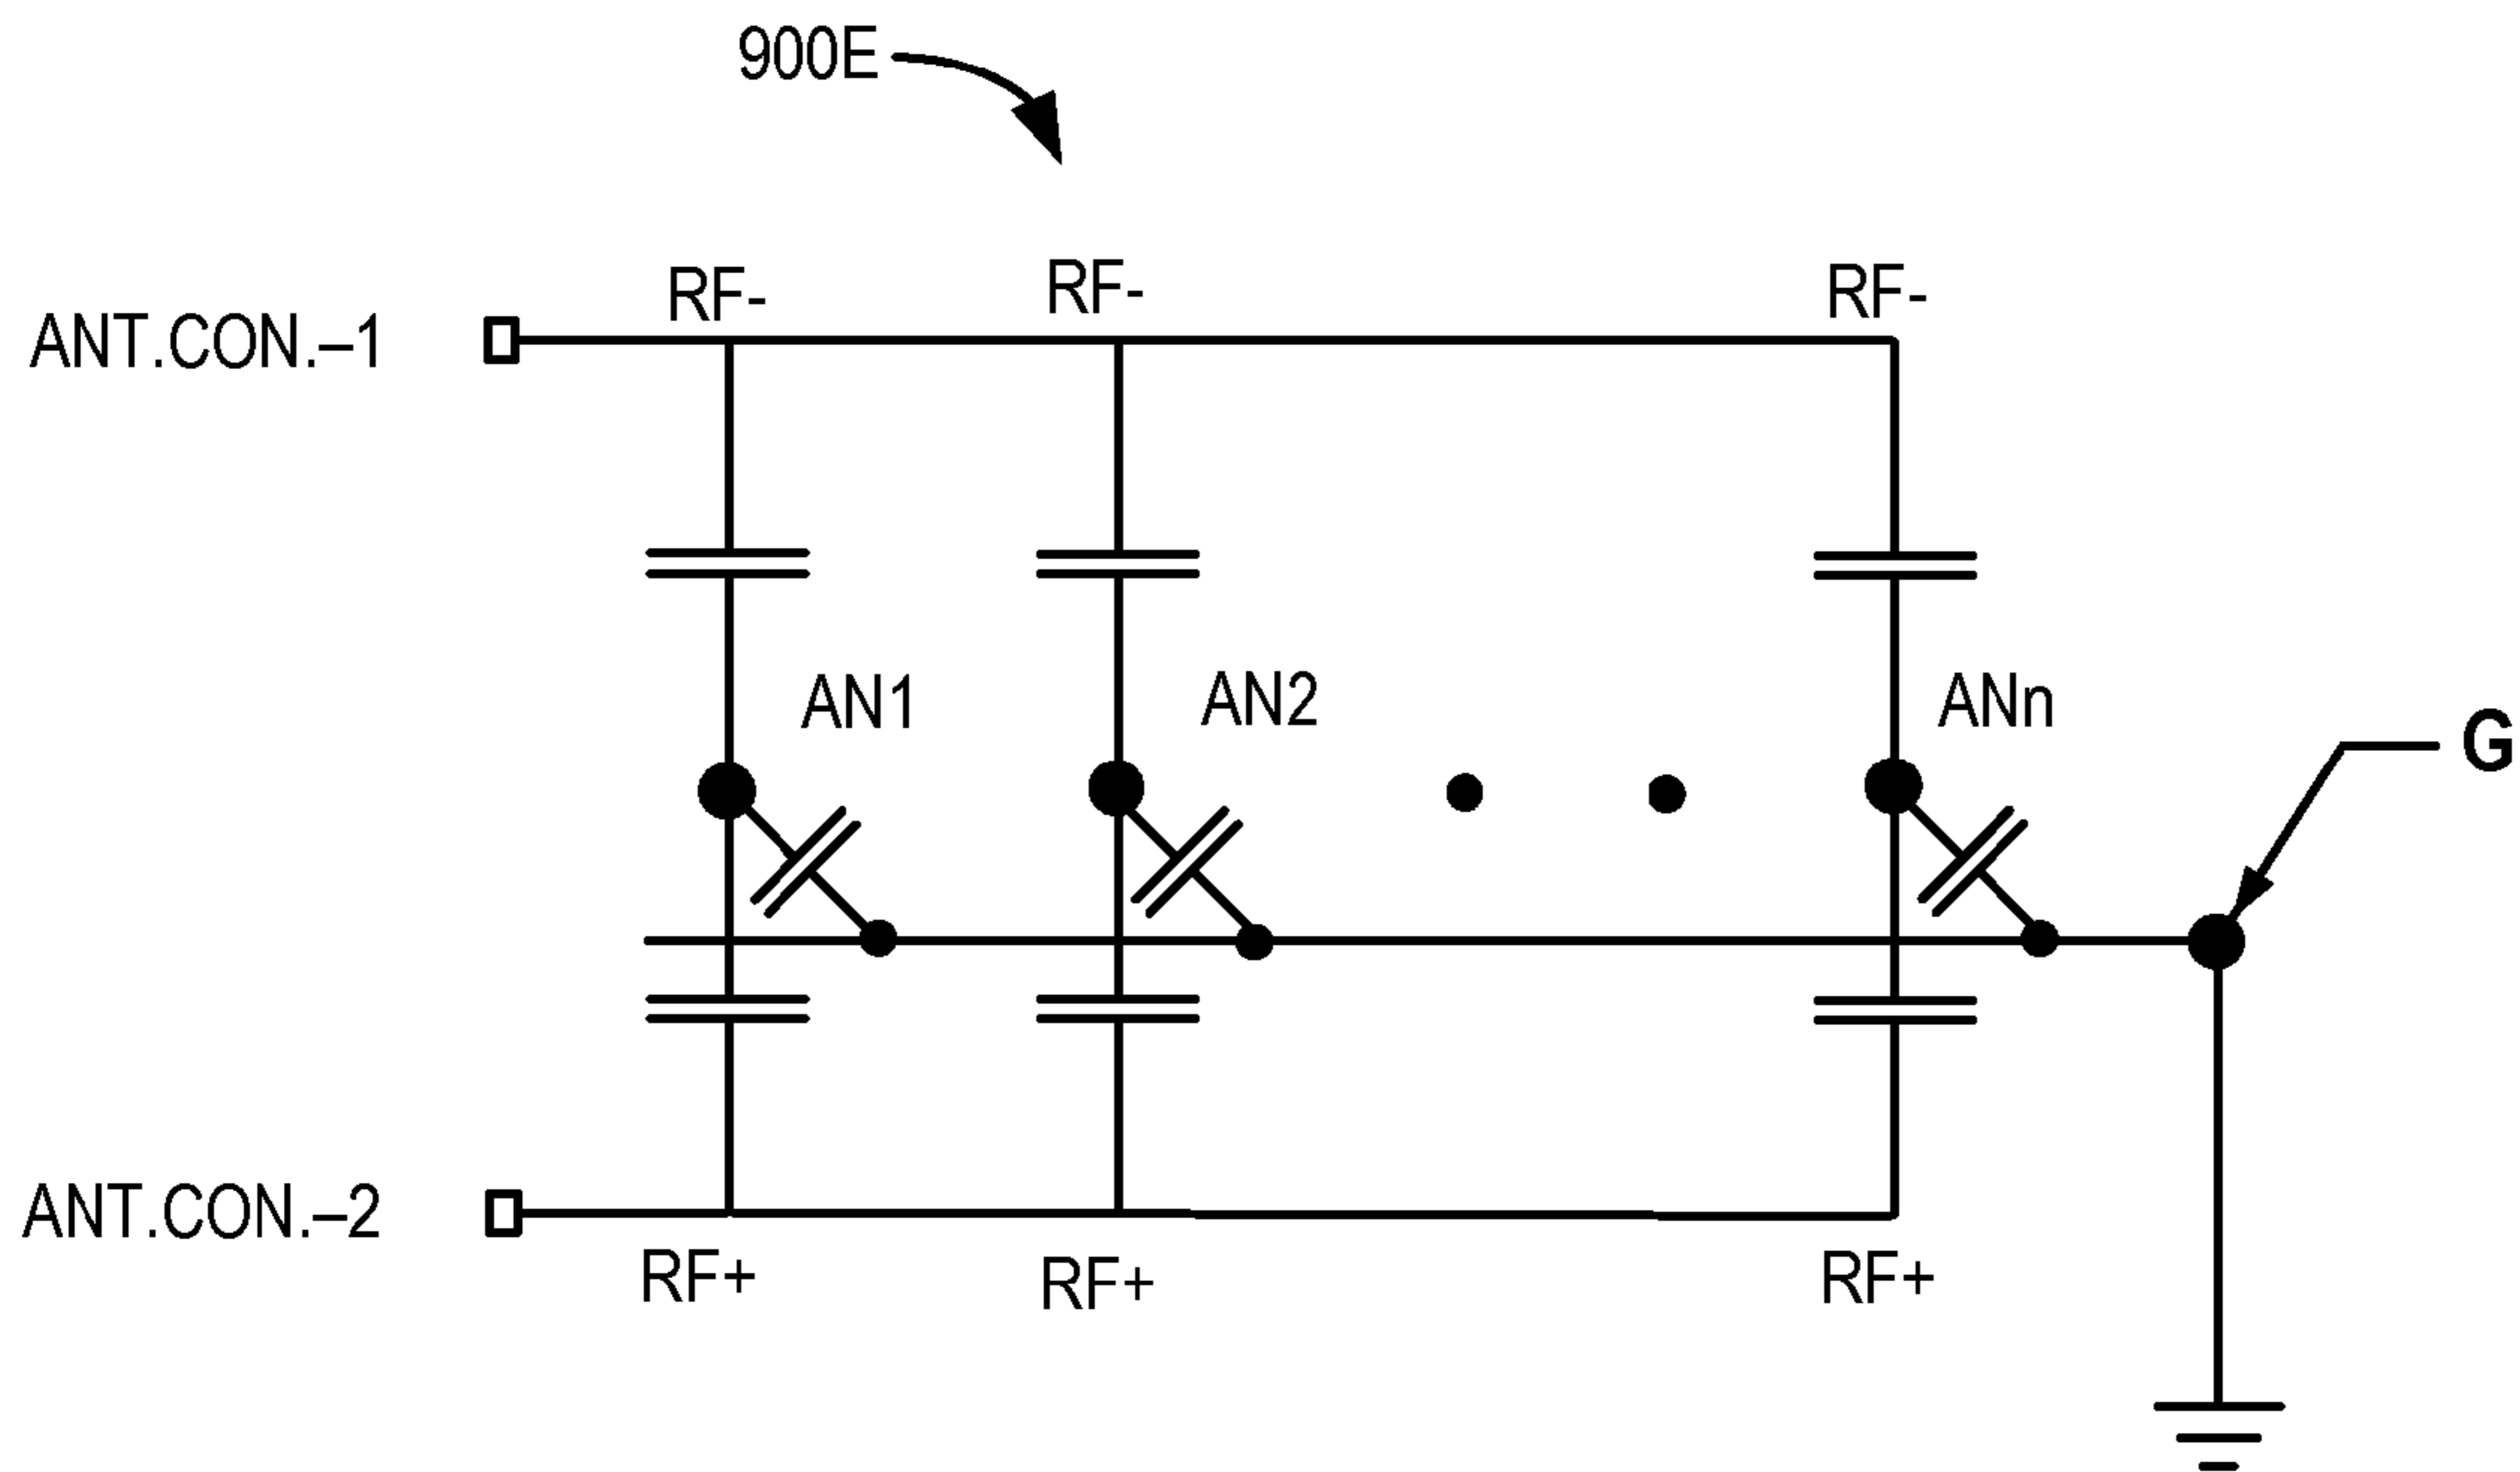 900E
RF-
RF-
RF-
ANT.CON.–1
AN1
AN2
ANn
G
ANT.CON.–2
RF+
RF+
RF+